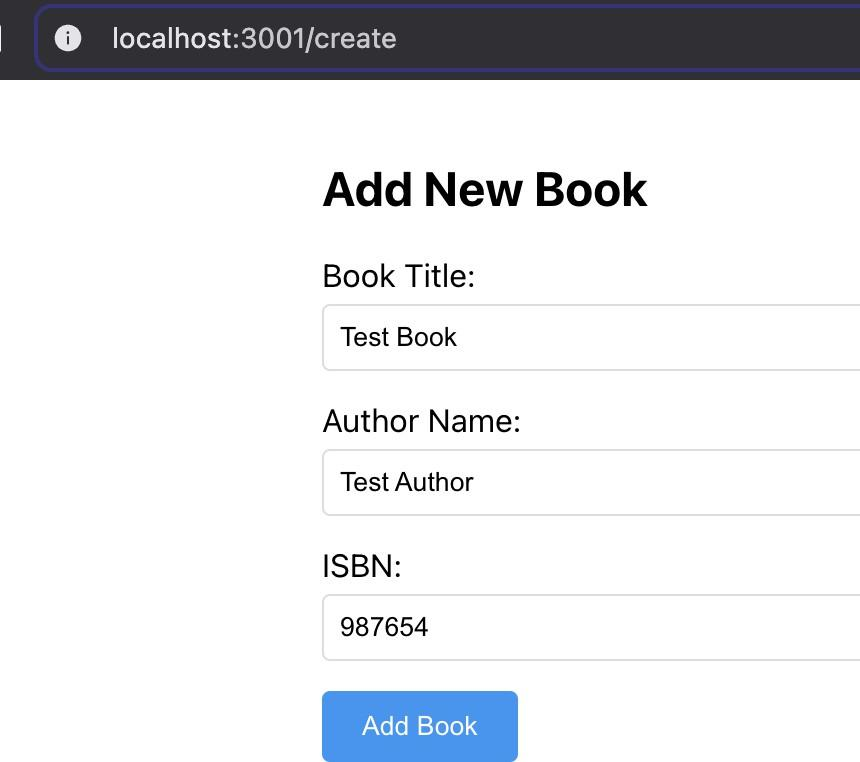 localhost:3001/create
Add New Book
Book Title:
Test Book
Author Name:
Test Author
ISBN:
987654
Add Book